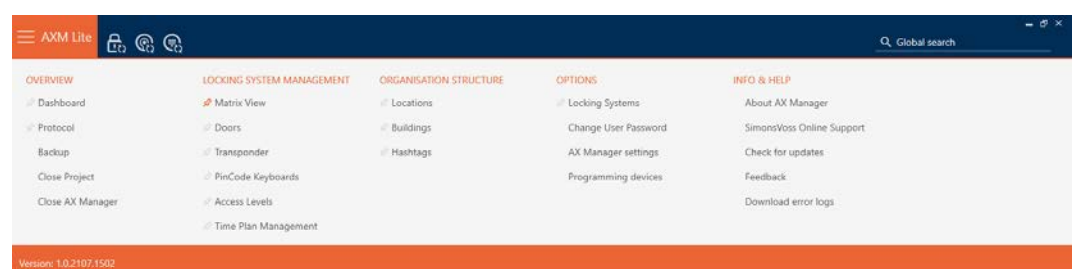 AXM Lite
Global search
OVERVIEW
Dashboard
Protocol
Backup
Close Project
Close AX Manager
LOCKING SYSTEM MANAGEMENT
Matrix View
Doors
Transponder
PinCode Keyboards
Access Levels
Time Plan Management
ORGANISATION STRUCTURE
Locations
Buildings
Hashtags
OPTIONS
Locking Systems
Change User Password
AX Manager settings
Programming devices
INFO & HELP
About AX Manager
SimonsVoss Online Support
Check for updates
Feedback
Download error logs
Version: 1.0.2107.1502